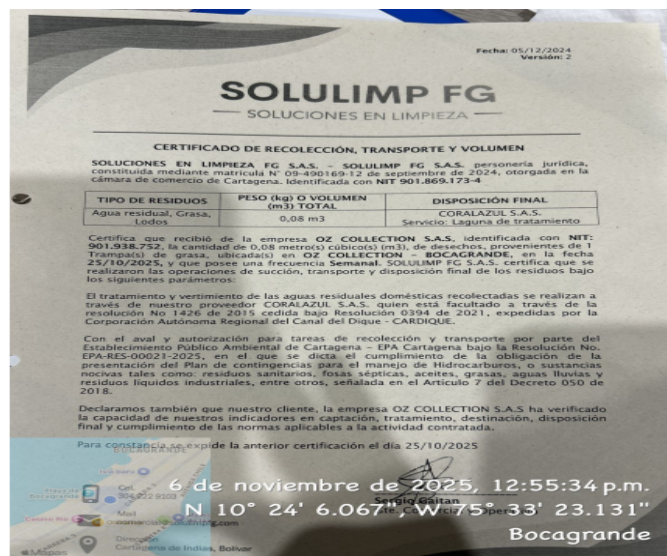 Fecha: 05/12/2024
Versión: 2
SOLULIMP FG
SOLUCIONES EN LIMPIEZA
CERTIFICADO DE RECOLECCIÓN, TRANSPORTE Y VOLUMEN
SOLUCIONES EN LIMPIEZA FG S.A.S. - SOLULIMP FG S.A.S. personería jurídica,
constituida mediante matrícula N° 09-490169-12 de septiembre de 2024, otorgada en la
cámara de comercio de Cartagena. Identificada con NIT 901.869.173-4
TIPO DE RESIDUOS PESO (kg) O VOLUMEN (m3) TOTAL DISPOSICIÓN FINAL
Agua residual, Grasa, Lodos 0,08 m3 CORALAZUL S.A.S. Servicio: Laguna de tratamiento
Certifica que recibió de la empresa OZ COLLECTION S.A.S, identificada con NIT:
901.938.752, la cantidad de 0,08 metro(s) cúbico(s) (m3), de desechos, provenientes de 1
Trampa(s) de grasa, ubicada(s) en OZ COLLECTION – BOCAGRANDE, en la fecha
25/10/2025, y que posee una frecuencia Semanal. SOLULIMP FG S.A.S. certifica que se
realizaron las operaciones de succión, transporte y disposición final de los residuos bajo
los siguientes parámetros:
El tratamiento y vertimiento de las aguas residuales domésticas recolectadas se realizan a
través de nuestro proveedor CORALAZUL S.A.S. quien está facultado a través de la
resolución No 1426 de 2015 cedida bajo Resolución 0394 de 2021, expedidas por la
Corporación Autónoma Regional del Canal del Dique - CARDIQUE.
Con el aval y autorización para tareas de recolección y transporte por parte del
Establecimiento Público Ambiental de Cartagena – EPA Cartagena bajo la Resolución No.
EPA-RES-00021-2025, en el que se dicta el cumplimiento de la obligación de la
presentación del Plan de contingencias para el manejo de Hidrocarburos, o sustancias
nocivas tales como: residuos sanitarios, fosas sépticas, aceites, grasas, aguas lluvias y
residuos líquidos industriales, entre otros, señalada en el Artículo 7 del Decreto 050 de
2018.
Declaramos también que nuestro cliente, la empresa OZ COLLECTION S.A.S ha verificado
la capacidad de nuestros indicadores en captación, tratamiento, destinación, disposición
final y cumplimiento de las normas aplicables a la actividad contratada.
Para constancia se expide la anterior certificación el día 25/10/2025
BOCAGRANDE
Cel.
Mail
Dirección
Cartagena de Indias, Bolívar
Mapas
Sergio Gaitan
6 de noviembre de 2025, 12:55:34 p.m.
N 10° 24' 6.067", W 75° 33' 23.131"
Bocagrande